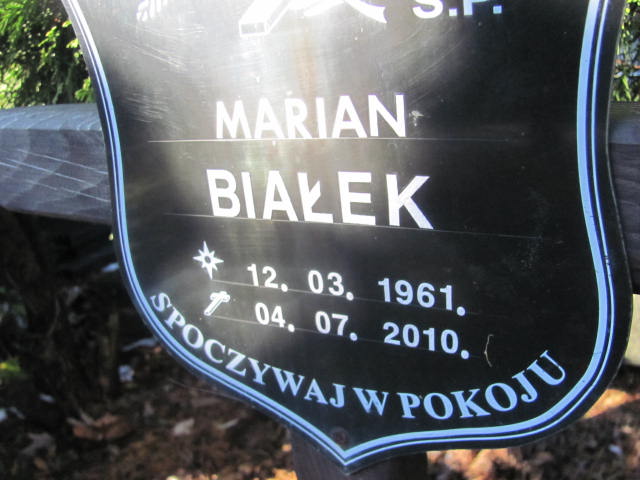 Ś.P.
MARIAN
BIAŁEK
12. 03. 1961.
04. 07. 2010.
SPOCZYWAJ W POKOJU